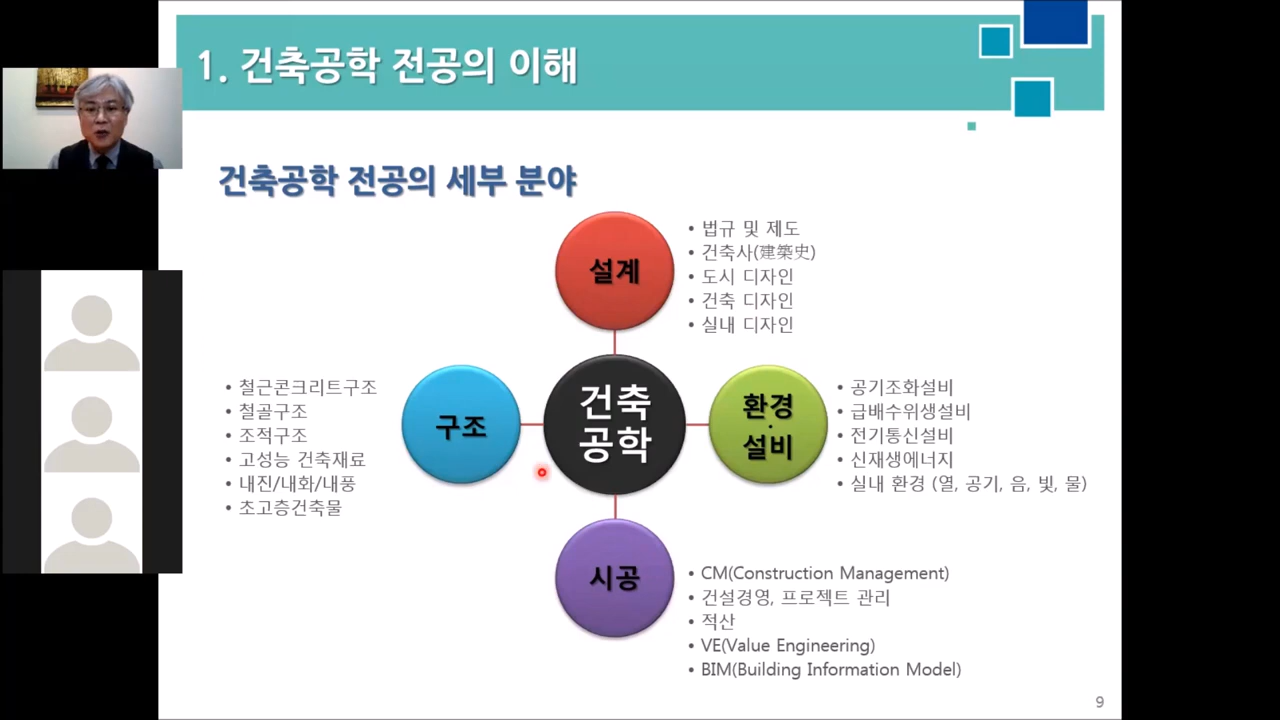 1. 건축공학 전공의 이해
건축공학 전공의 세부 분야
설계
• 법규 및 제도
• 건축사(建築史)
• 도시 디자인
• 건축 디자인
• 실내 디자인
• 철근콘크리트구조
• 철골구조
• 조적구조
• 고성능 건축재료
• 내진/내화/내풍
• 초고층건축물
구조
건축
공학
환경
·
설비
• 공기조화설비
• 급배수위생설비
• 전기통신설비
• 신재생에너지
• 실내 환경 (열, 공기, 음, 빛, 물)
시공
• CM(Construction Management)
• 건설경영, 프로젝트 관리
• 적산
• VE(Value Engineering)
• BIM(Building Information Model)
9